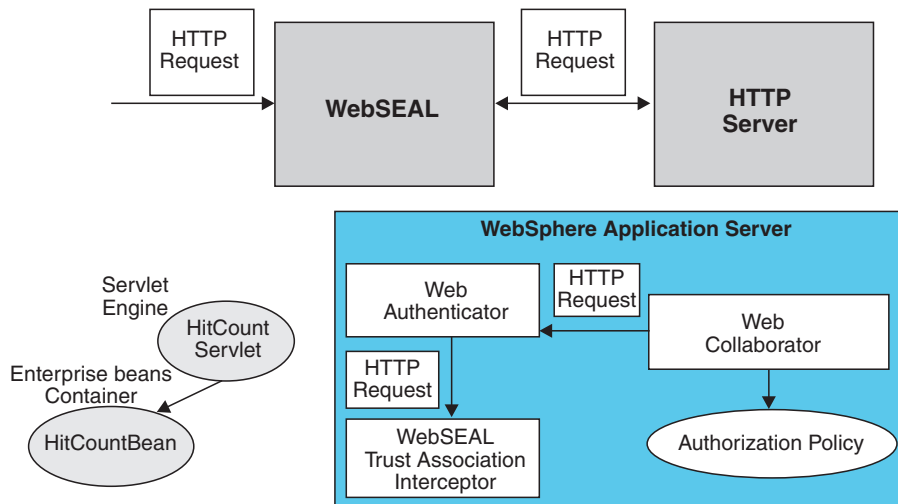 HTTP
Request
HTTP
Request
WebSEAL
HTTP
Server
WebSphere Application Server
Servlet
Engine
HitCount
Servlet
Enterprise beans
Container
HitCountBean
Web
Authenticator
HTTP
Request
Web
Collaborator
HTTP
Request
WebSEAL
Trust Association
Interceptor
Authorization Policy